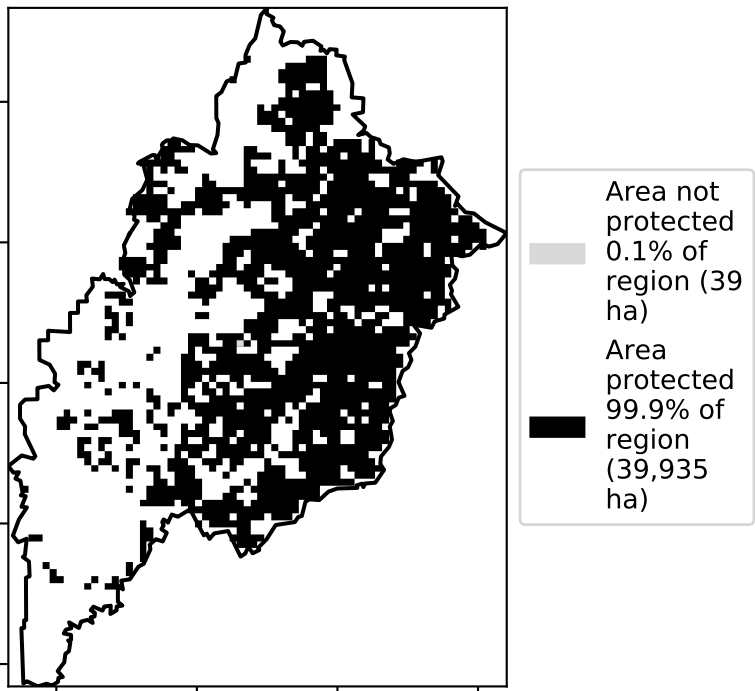 Area not
protected
0.1% of
region (39
ha)
Area
protected
99.9% of
region
(39,935
ha)